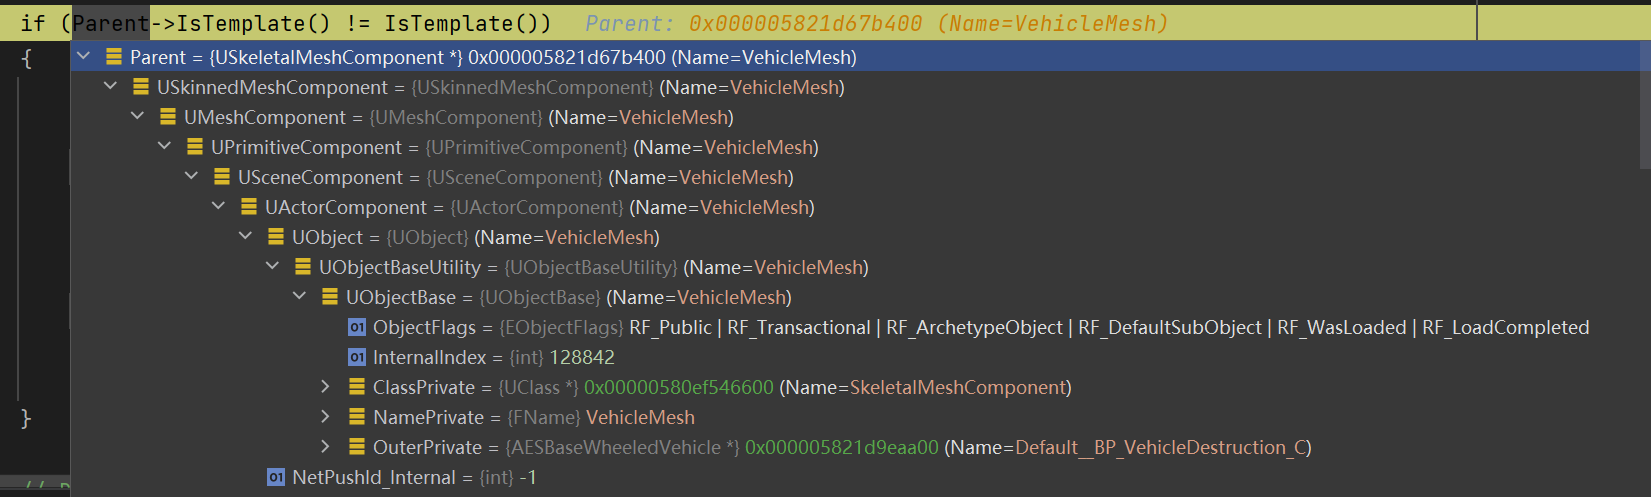 if (Parent->IsTemplate() != IsTemplate()) Parent: 0x000005821d67b400 (Name=VehicleMesh)
{
Parent = {USkeletalMeshComponent *} 0x000005821d67b400 (Name=VehicleMesh)
USkinnedMeshComponent = {USkinnedMeshComponent} (Name=VehicleMesh)
UMeshComponent = {UMeshComponent} (Name=VehicleMesh)
UPrimitiveComponent = {UPrimitiveComponent} (Name=VehicleMesh)
USceneComponent = {USceneComponent} (Name=VehicleMesh)
UActorComponent = {UActorComponent} (Name=VehicleMesh)
UObject = {UObject} (Name=VehicleMesh)
UObjectBaseUtility = {UObjectBaseUtility} (Name=VehicleMesh)
UObjectBase = {UObjectBase} (Name=VehicleMesh)
01 ObjectFlags = {EObjectFlags} RF_Public | RF_Transactional | RF_ArchetypeObject | RF_DefaultSubObject | RF_WasLoaded | RF_LoadCompleted
01 InternalIndex = {int} 128842
ClassPrivate = {UClass *} 0x00000580ef546600 (Name=SkeletalMeshComponent)
NamePrivate = {FName} VehicleMesh
}
OuterPrivate = {AESBaseWheeledVehicle *} 0x000005821d9eaa00 (Name=Default__BP_VehicleDestruction_C)
01 NetPushId_Internal = {int} -1